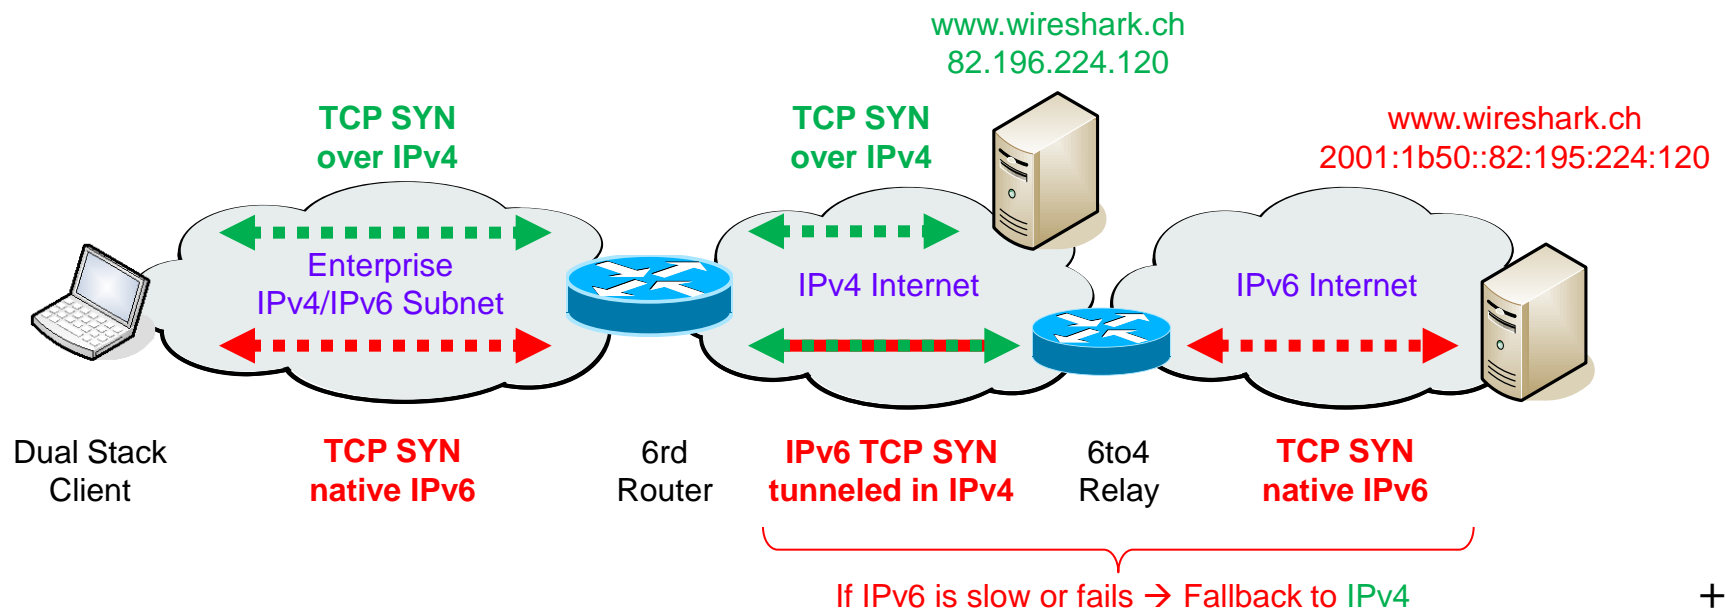 www.wireshark.ch
82.196.224.120
TCP SYN
over IPv4
TCP SYN
over IPv4
www.wireshark.ch
2001:1b50::82:195:224:120
Enterprise
IPv4/IPv6 Subnet
IPv4 Internet
IPv6 Internet
Dual Stack
Client
TCP SYN
native IPv6
6rd
Router
IPv6 TCP SYN
tunneled in IPv4
6to4
Relay
TCP SYN
native IPv6
If IPv6 is slow or fails → Fallback to IPv4
+